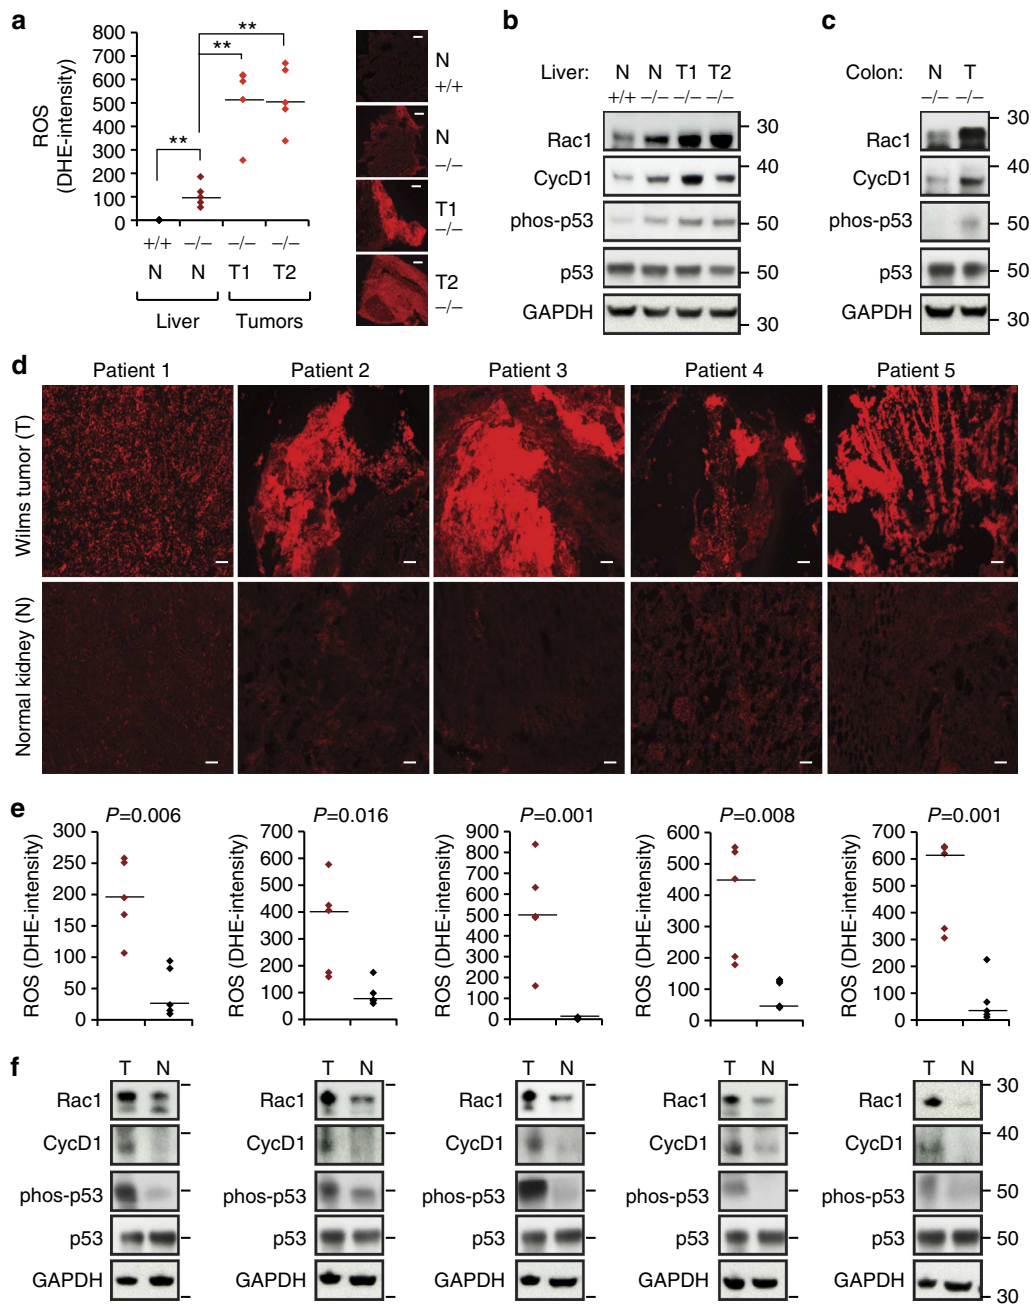 a
800
700
600
500
400
300
200
100
0
ROS
(DHE-intensity)
**
**
**
+/+ –/– –/– –/–
N N T1 T2
Liver Tumors
N
+/+
N
–/–
T1
–/–
T2
–/–
b
Liver: N N T1 T2
+/+ –/– –/– –/–
Rac1 30
CycD1 40
phos-p53 50
p53 50
GAPDH 30
c
Colon: N T
–/– –/–
Rac1 30
CycD1 40
phos-p53 50
p53 50
GAPDH 30
d
Patient 1 Patient 2 Patient 3 Patient 4 Patient 5
Wilms tumor (T)
Normal kidney (N)
e
P=0.006
ROS (DHE-intensity)
300
250
200
150
100
50
0
P=0.016
ROS (DHE-intensity)
700
600
500
400
300
200
100
0
P=0.001
ROS (DHE-intensity)
900
800
700
600
500
400
300
200
100
0
P=0.008
ROS (DHE-intensity)
600
500
400
300
200
100
0
P=0.001
ROS (DHE-intensity)
700
600
500
400
300
200
100
0
f
T N T N T N T N T N
Rac1 Rac1 Rac1 Rac1 Rac1 30
CycD1 CycD1 CycD1 CycD1 CycD1 40
phos-p53 phos-p53 phos-p53 phos-p53 phos-p53 50
p53 p53 p53 p53 p53 50
GAPDH GAPDH GAPDH GAPDH GAPDH 30